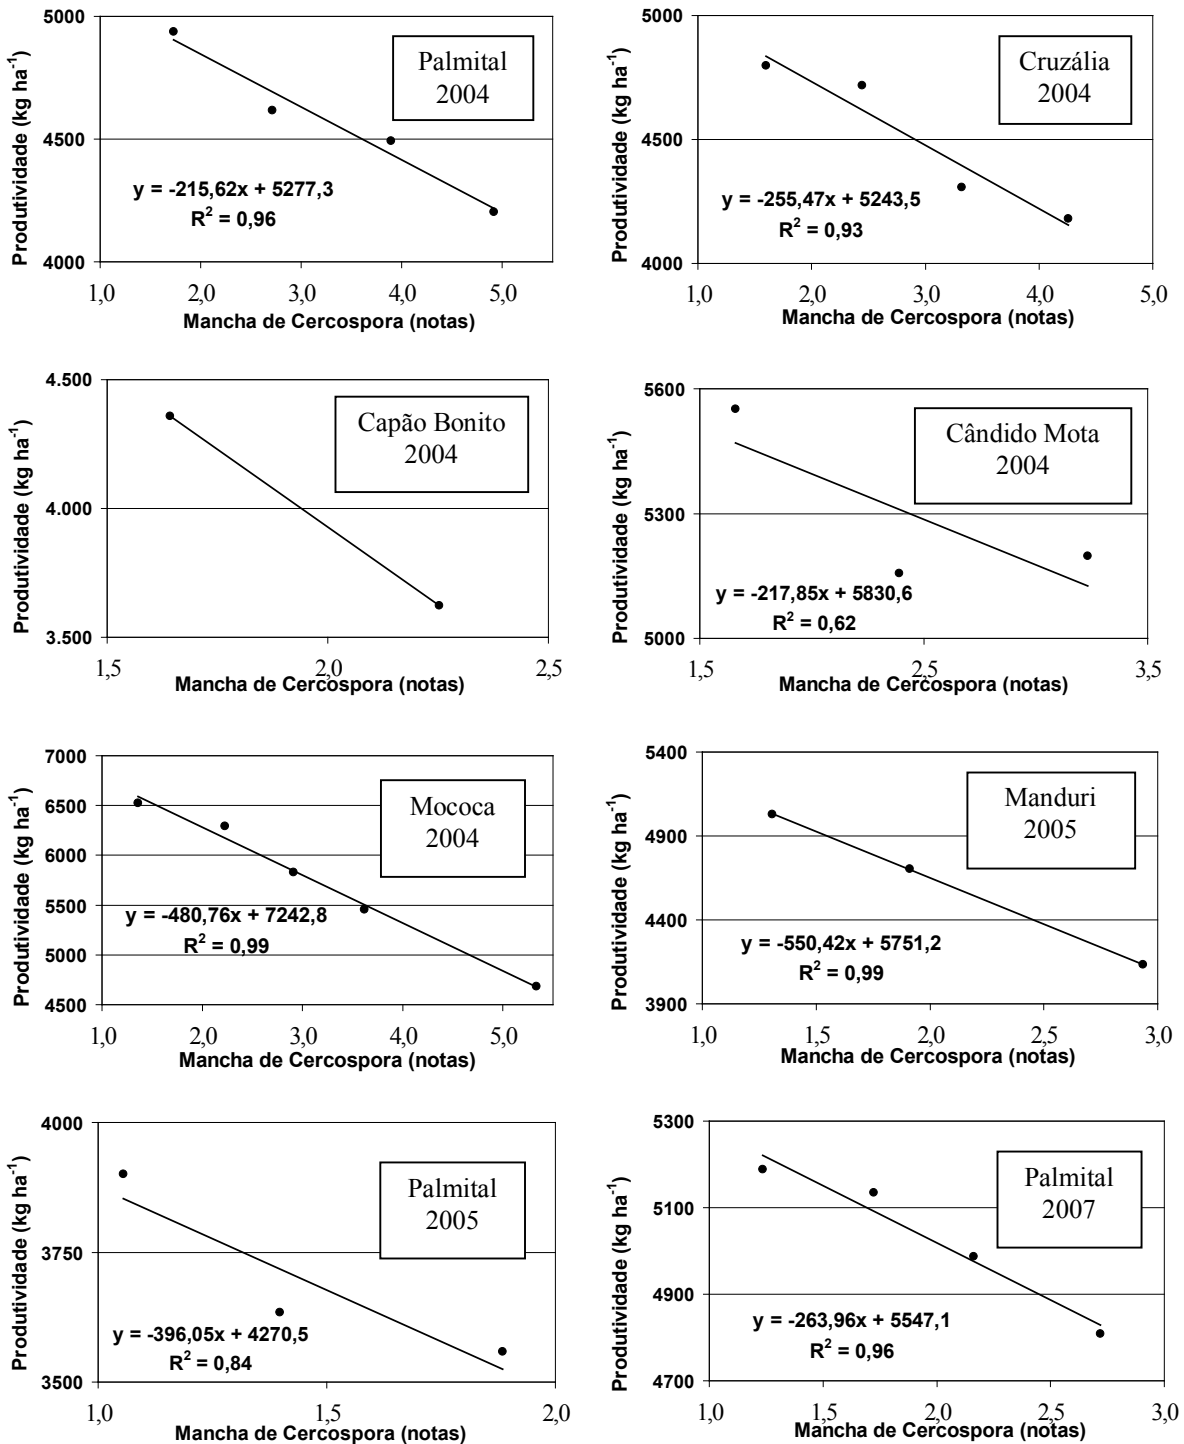 Produtividade (kg ha⁻¹)
5000
4500
4000
Palmital
2004
y = -215,62x + 5277,3
R² = 0,96
1,0 2,0 3,0 4,0 5,0
Mancha de Cercospora (notas)
Produtividade (kg ha⁻¹)
5000
4500
4000
Cruzália
2004
y = -255,47x + 5243,5
R² = 0,93
1,0 2,0 3,0 4,0 5,0
Mancha de Cercospora (notas)
Produtividade (kg ha⁻¹)
4.500
4.000
3.500
Capão Bonito
2004
1,5 2,0 2,5
Mancha de Cercospora (notas)
Produtividade (kg ha⁻¹)
5600
5300
5000
Cândido Mota
2004
y = -217,85x + 5830,6
R² = 0,62
1,5 2,5 3,5
Mancha de Cercospora (notas)
Produtividade (kg ha⁻¹)
7000
6500
6000
5500
5000
4500
Mococa
2004
y = -480,76x + 7242,8
R² = 0,99
1,0 2,0 3,0 4,0 5,0
Mancha de Cercospora (notas)
Produtividade (kg ha⁻¹)
5400
4900
4400
3900
Manduri
2005
y = -550,42x + 5751,2
R² = 0,99
1,0 1,5 2,0 2,5 3,0
Mancha de Cercospora (notas)
Produtividade (kg ha⁻¹)
4000
3750
3500
Palmital
2005
y = -396,05x + 4270,5
R² = 0,84
1,0 1,5 2,0
Mancha de Cercospora (notas)
Produtividade (kg ha⁻¹)
5300
5100
4900
4700
Palmital
2007
y = -263,96x + 5547,1
R² = 0,96
1,0 1,5 2,0 2,5 3,0
Mancha de Cercospora (notas)